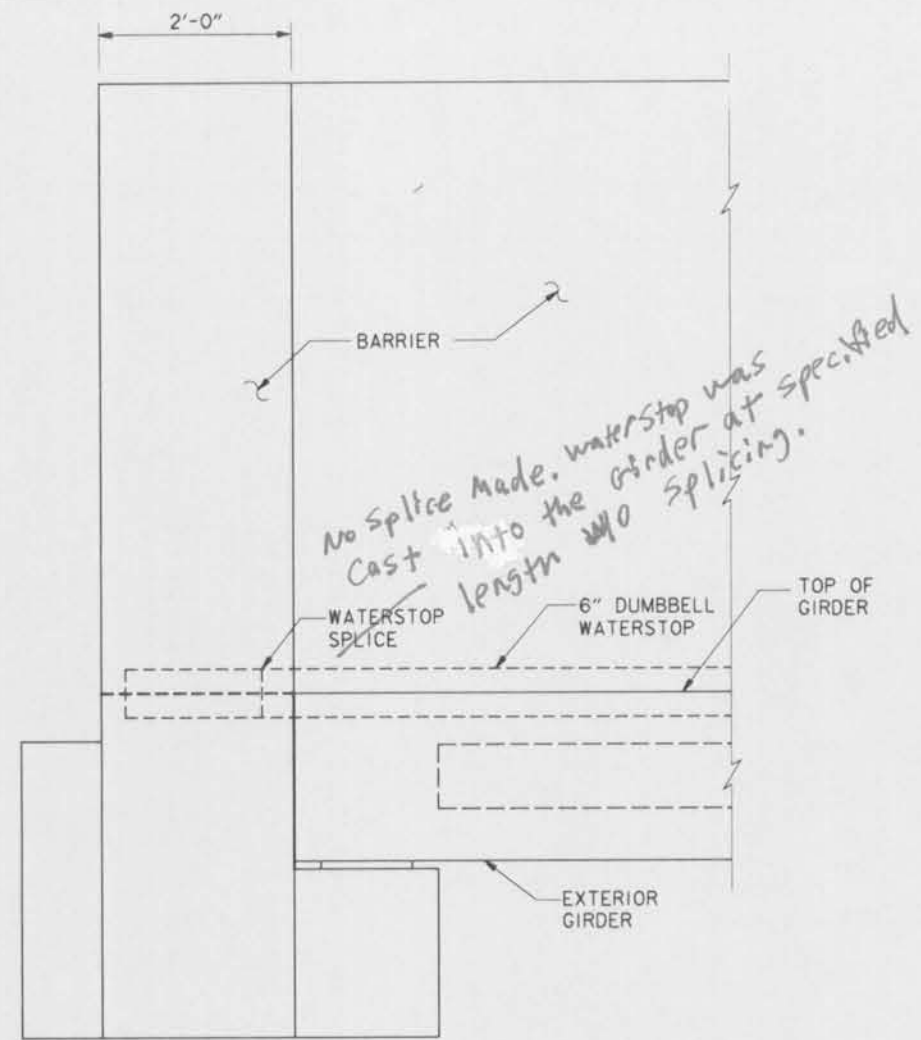 2'-0"
BARRIER
No splice made. waterstop was
cast into the girder at specified
length w/o splicing.
WATERSTOP
SPLICE
6" DUMBBELL
WATERSTOP
TOP OF
GIRDER
EXTERIOR
GIRDER